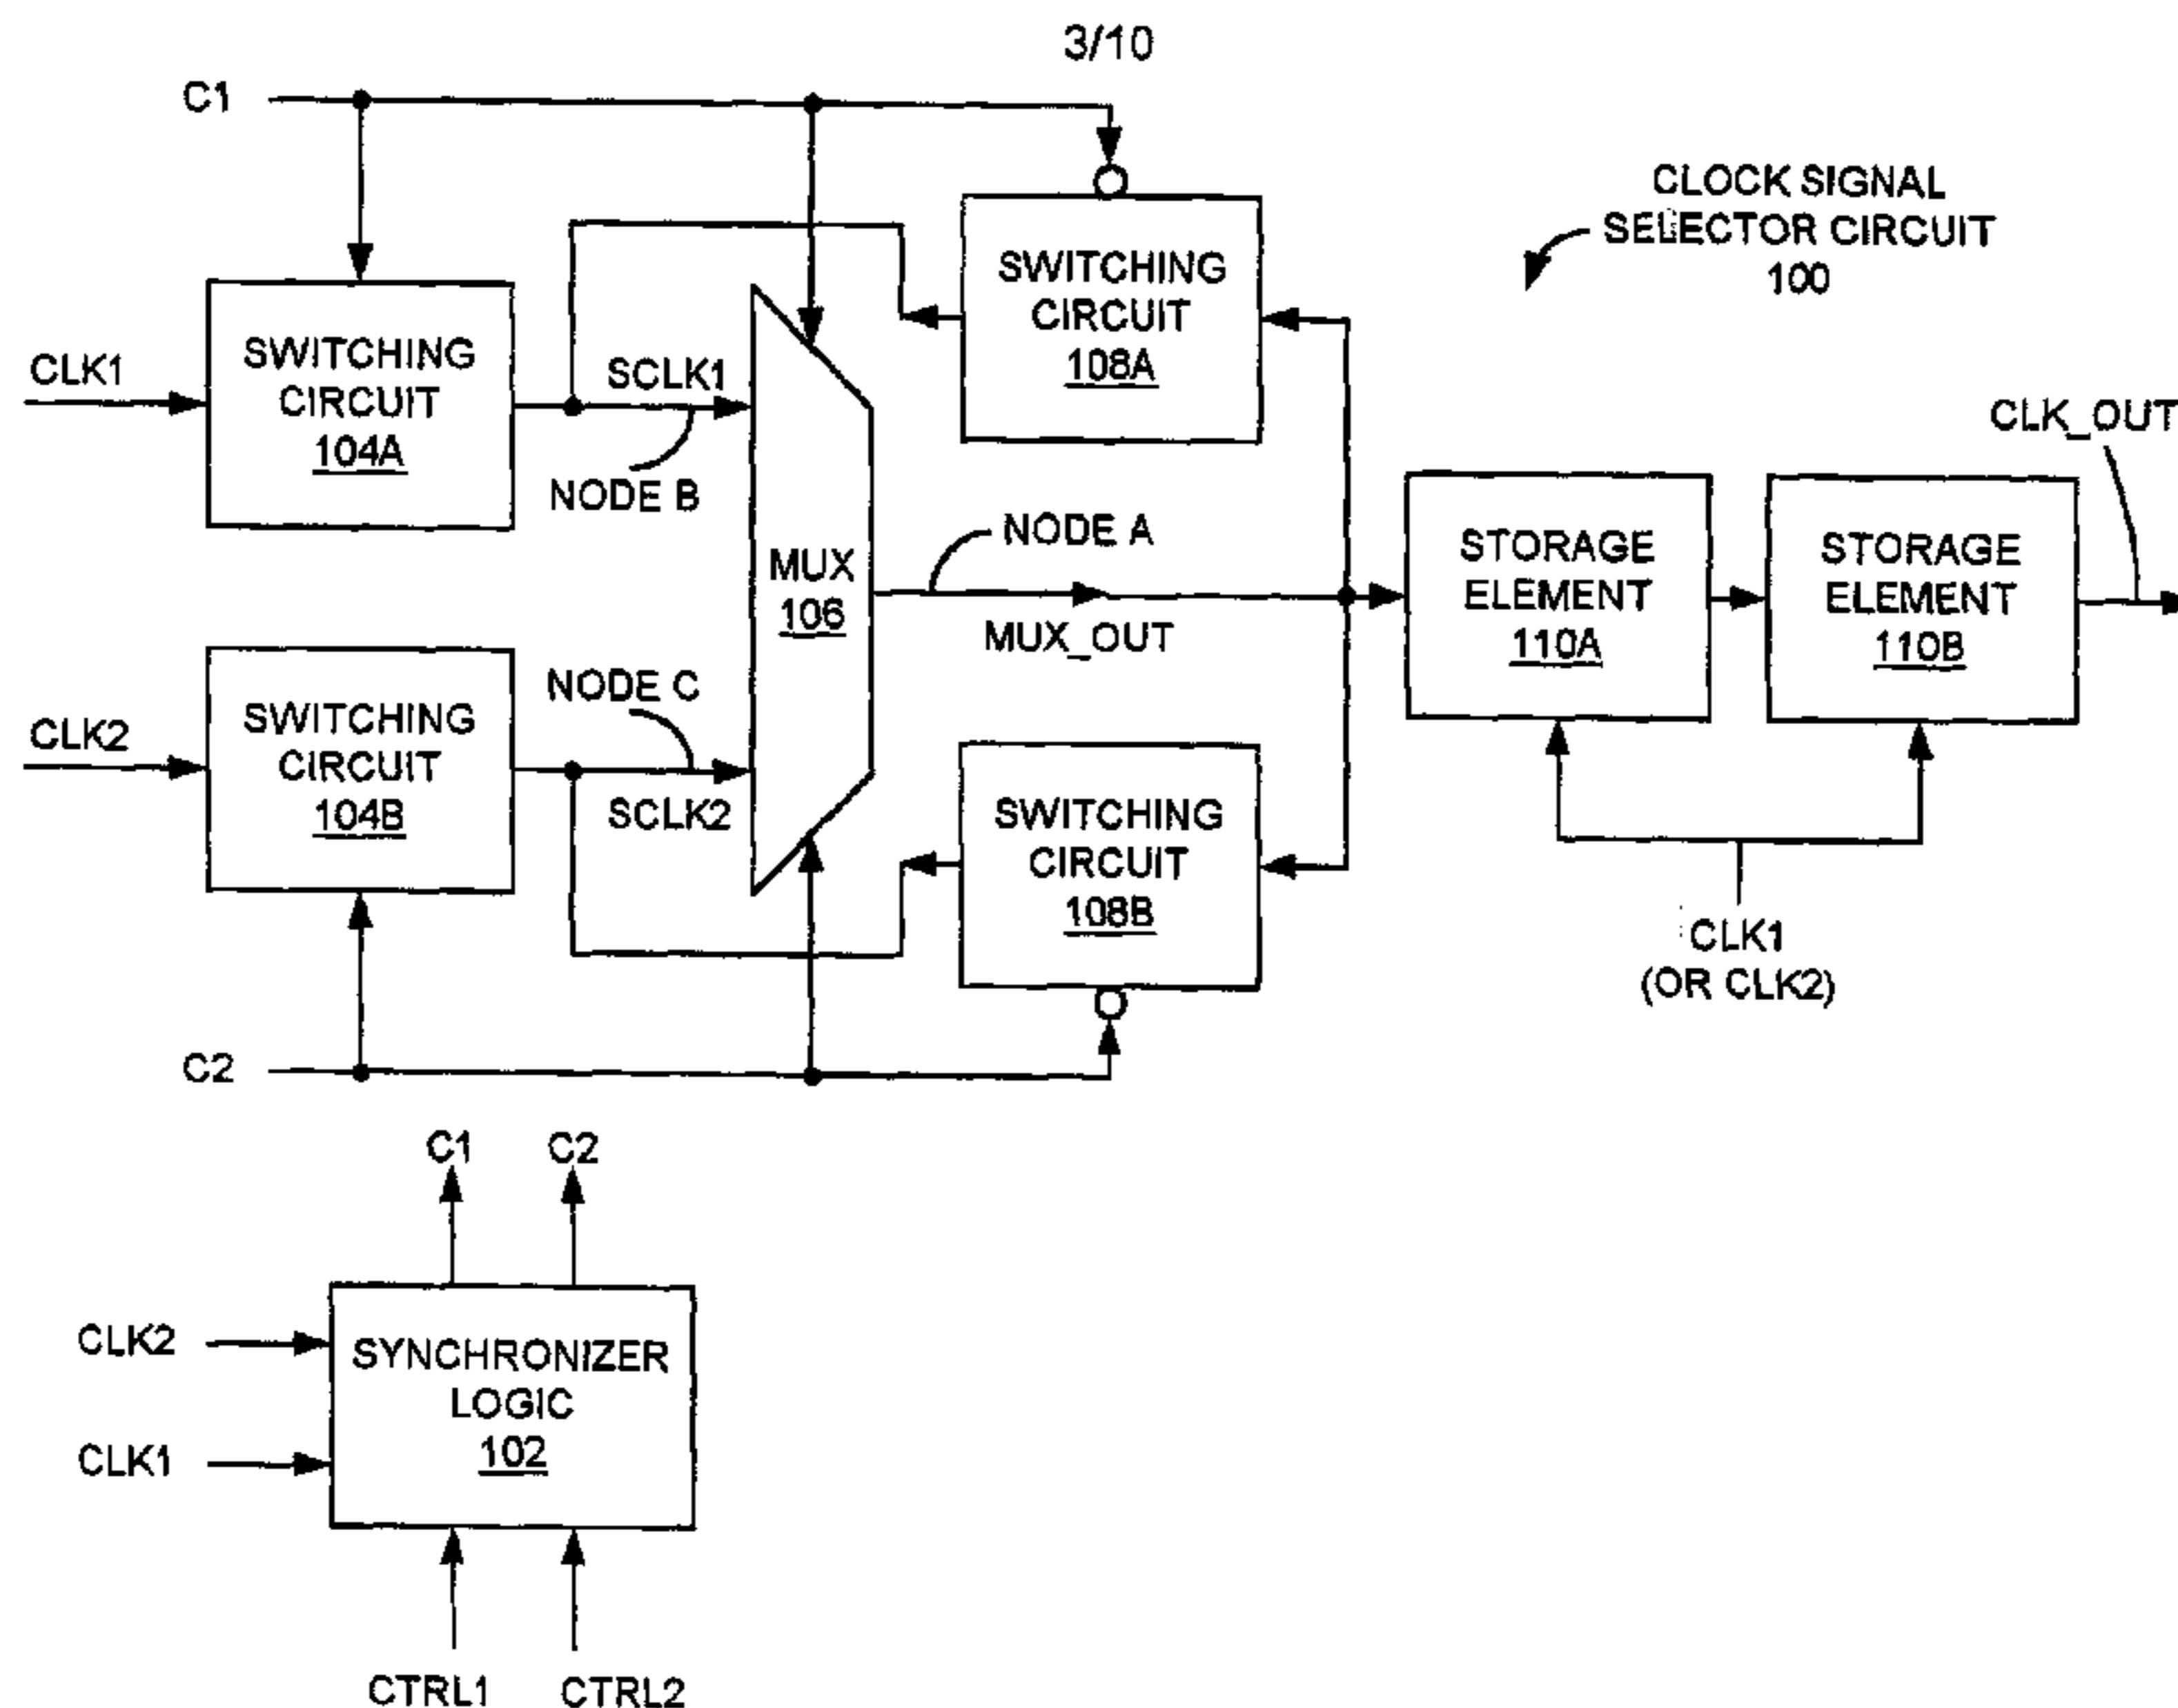 3/10
C1
CLOCK SIGNAL
SELECTOR CIRCUIT
100
SWITCHING
CIRCUIT
108A
CLK1
SWITCHING
CIRCUIT
104A
SCLK1
NODE B
CLK_OUT
NODE A
MUX
106
MUX_OUT
STORAGE
ELEMENT
110A
STORAGE
ELEMENT
110B
CLK2
SWITCHING
CIRCUIT
104B
NODE C
SCLK2
SWITCHING
CIRCUIT
108B
CLK1
(OR CLK2)
C2
C1
C2
CLK2
CLK1
SYNCHRONIZER
LOGIC
102
CTRL1
CTRL2